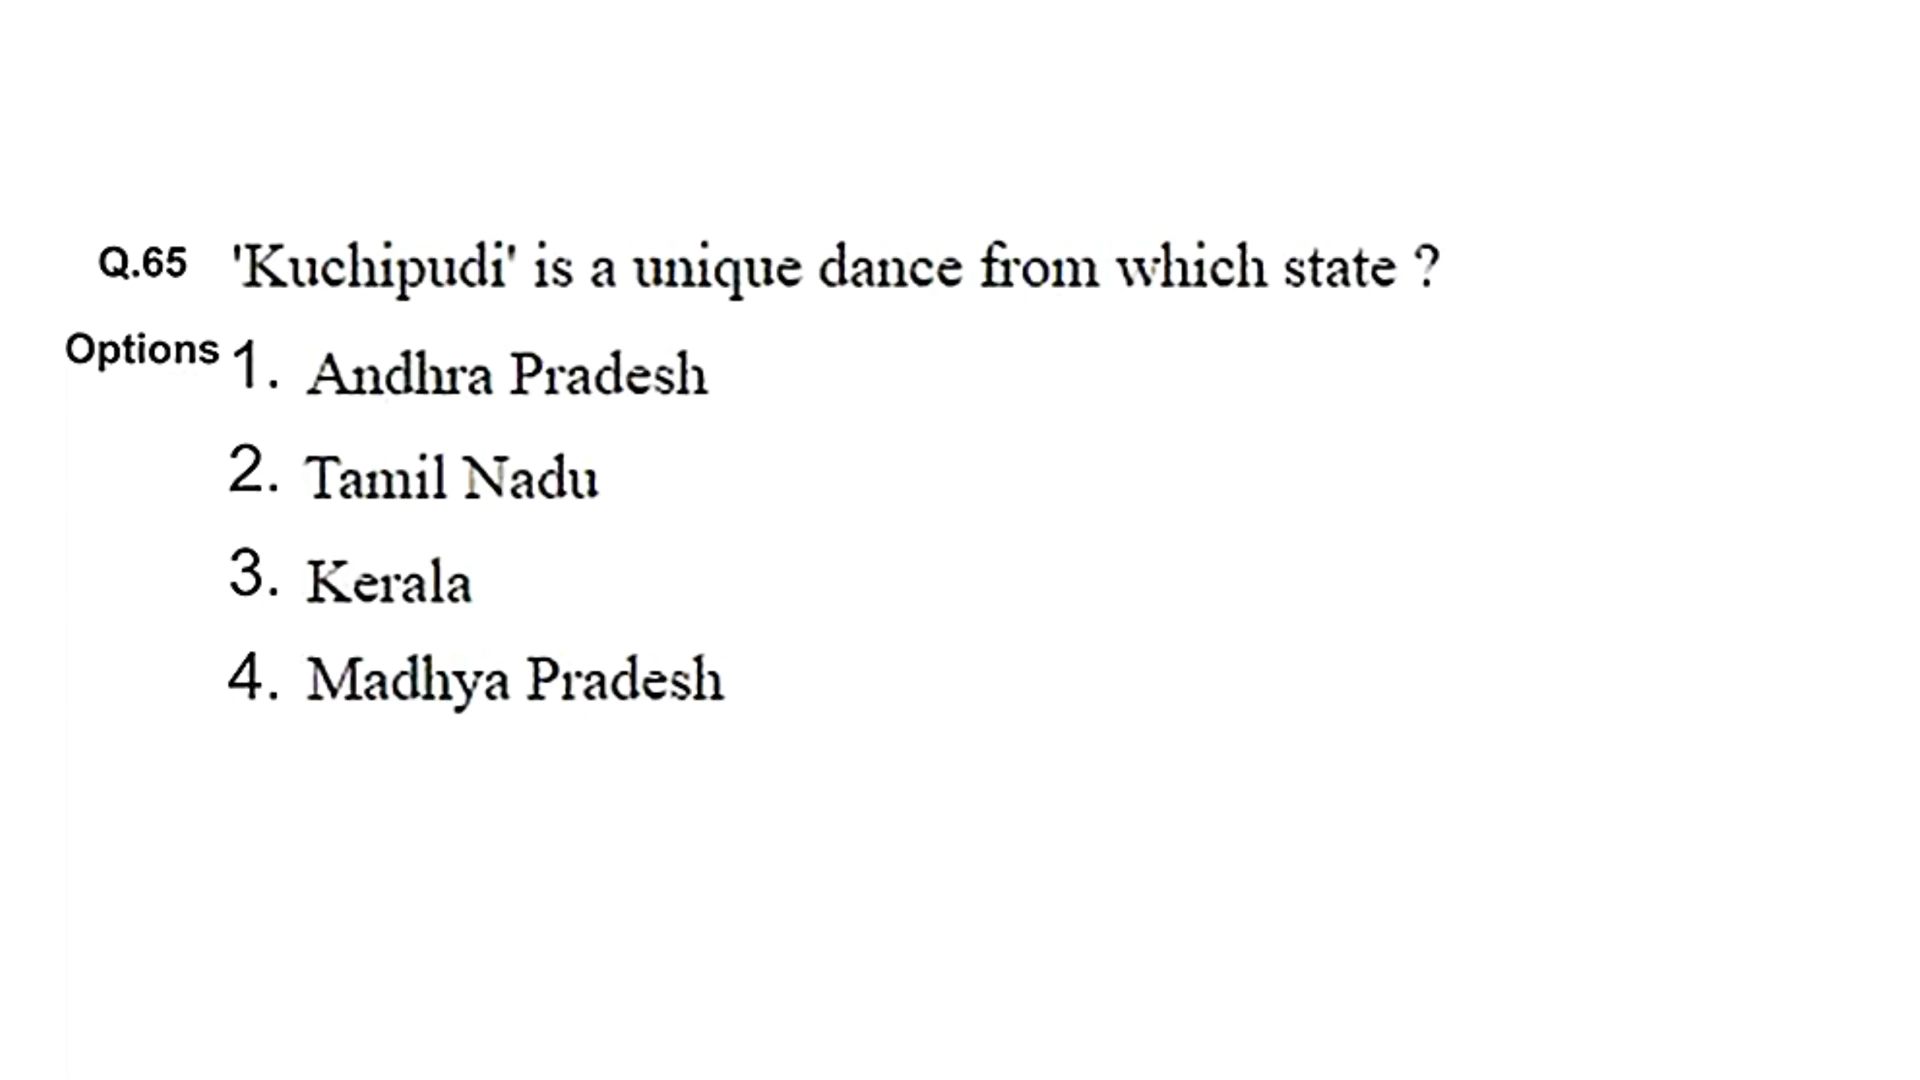 Q.65 'Kuchipudi' is a unique dance from which state ?
Options 1. Andhra Pradesh
2. Tamil Nadu
3. Kerala
4. Madhya Pradesh